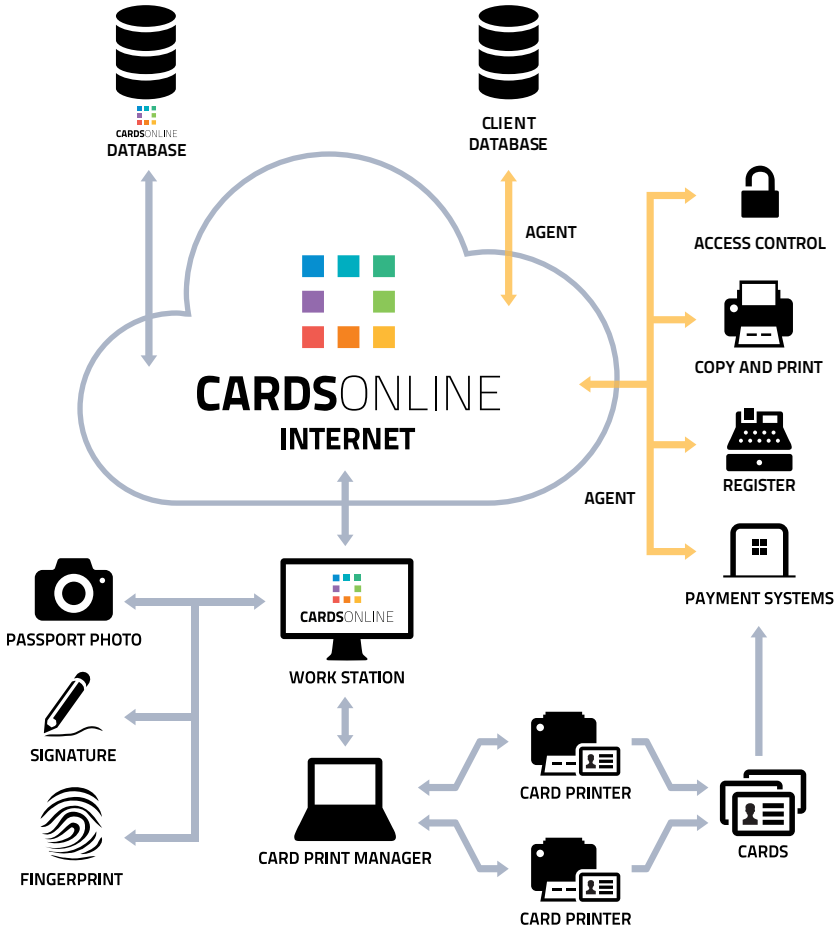 CARDSONLINE
DATABASE
CLIENT
DATABASE
AGENT
ACCESS CONTROL
COPY AND PRINT
CARDSONLINE
INTERNET
REGISTER
AGENT
PAYMENT SYSTEMS
PASSPORT PHOTO
CARDSONLINE
WORK STATION
SIGNATURE
CARD PRINTER
FINGERPRINT
CARD PRINT MANAGER
CARDS
CARD PRINTER